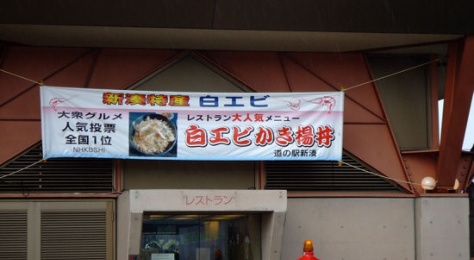 新湊特産 白エビ
大衆グルメ
人気投票
全国1位
NHKBSHi
レストラン大人気メニュー
白エビかき揚丼
道の駅新湊
レストラン